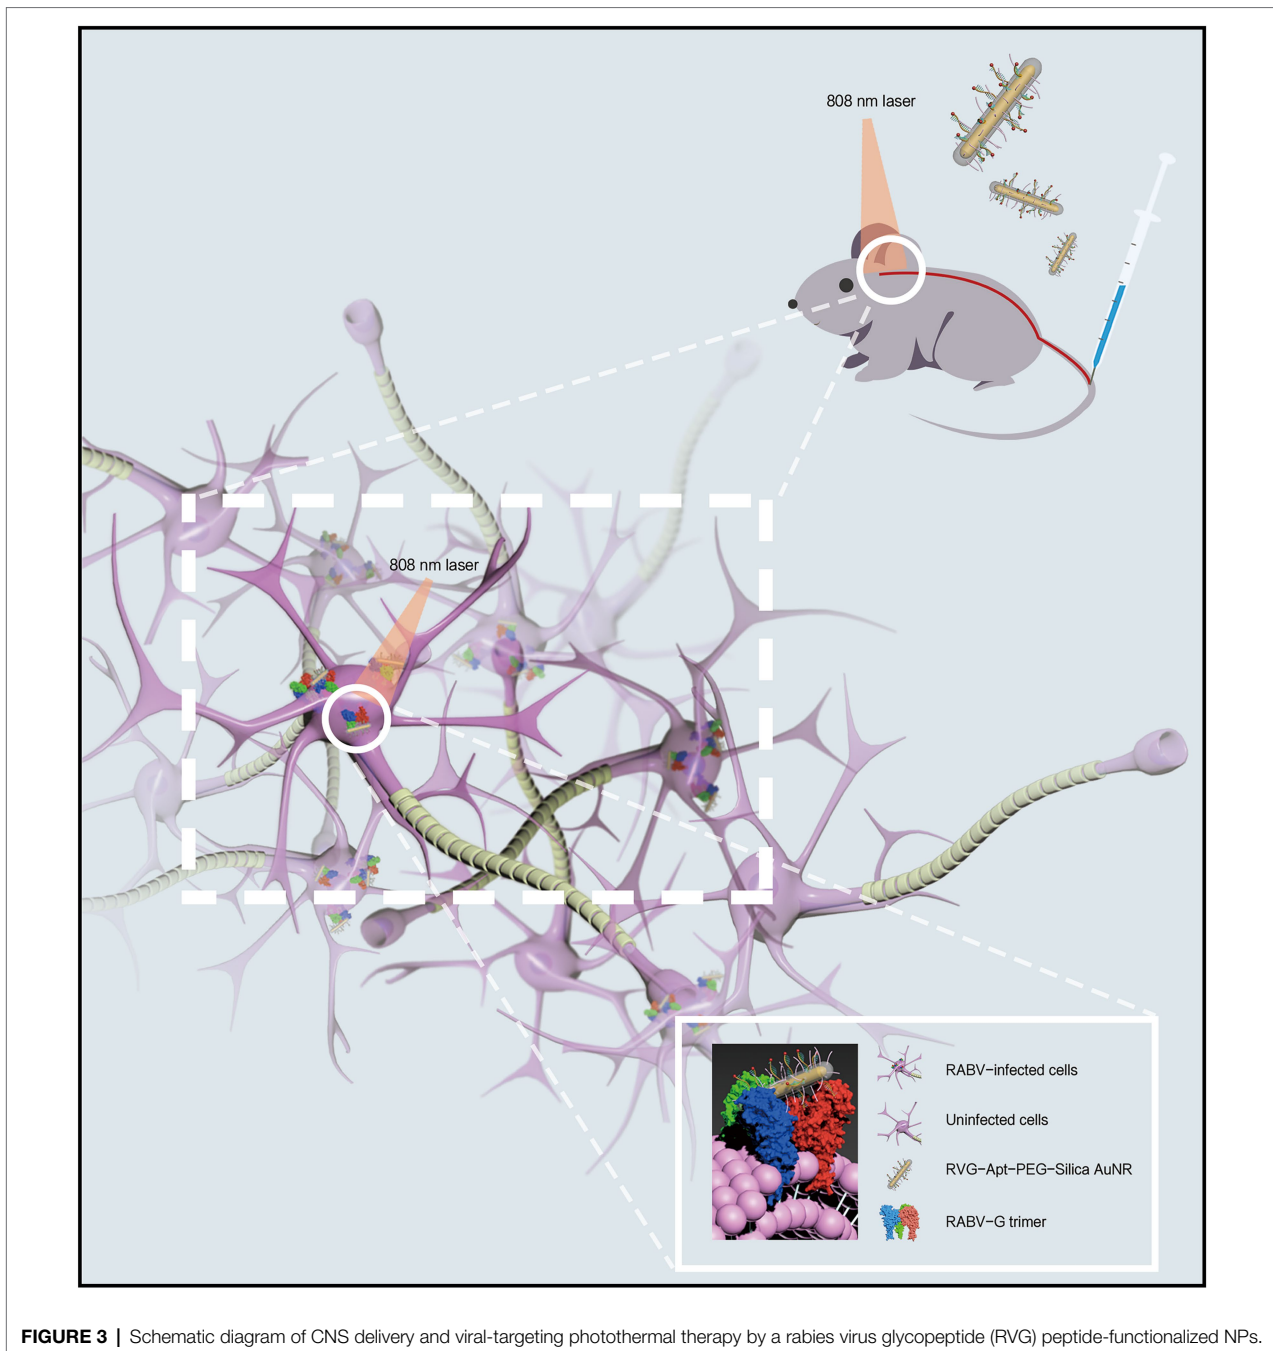 808 nm laser
808 nm laser
RABV-infected cells
Uninfected cells
RVG-Apt-PEG-Silica AuNR
RABV-G trimer
FIGURE 3 | Schematic diagram of CNS delivery and viral-targeting photothermal therapy by a rabies virus glycopeptide (RVG) peptide-functionalized NPs.